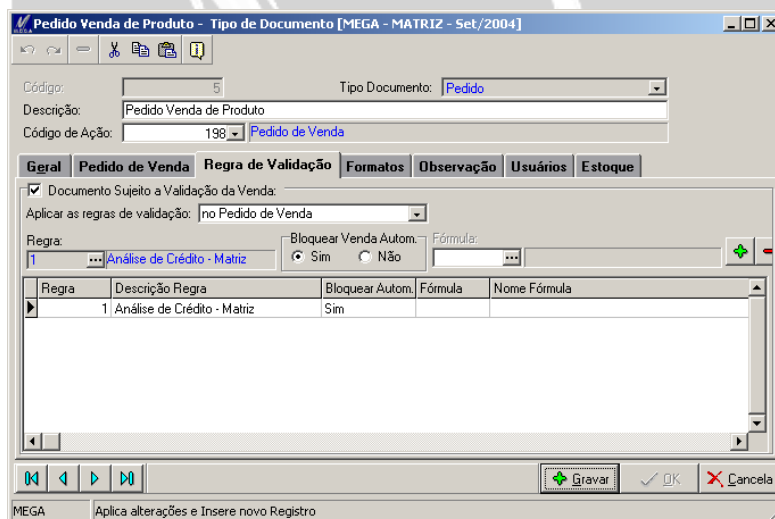 Pedido Venda de Produto - Tipo de Documento [MEGA - MATRIZ - Set/2004]
Código: 5 Tipo Documento: Pedido
Descrição: Pedido Venda de Produto
Código de Ação: 198 Pedido de Venda
Geral Pedido de Venda Regra de Validação Formatos Observação Usuários Estoque
Documento Sujeito a Validação da Venda:
Aplicar as regras de validação: no Pedido de Venda
Regra: Bloquear Venda Autom. Fórmula:
1 ... Análise de Crédito - Matriz Sim Não ...
Regra Descrição Regra Bloquear Autom. Fórmula Nome Fórmula
1 Análise de Crédito - Matriz Sim
Gravar OK Cancela
MEGA Aplica alterações e Insere novo Registro